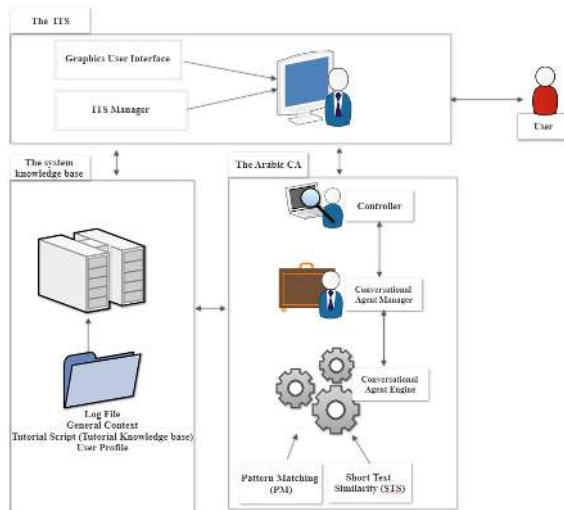 The ITS
Graphics User Interface
ITS Manager
User
The system
knowledge base
The Arabic CA
Controller
Conversational
Agent Manager
Conversational
Agent Engine
Log File
General Context
Tutorial Script (Tutorial Knowledge base)
User Profile
Pattern Matching
(PM)
Short Text
Similarity (STS)